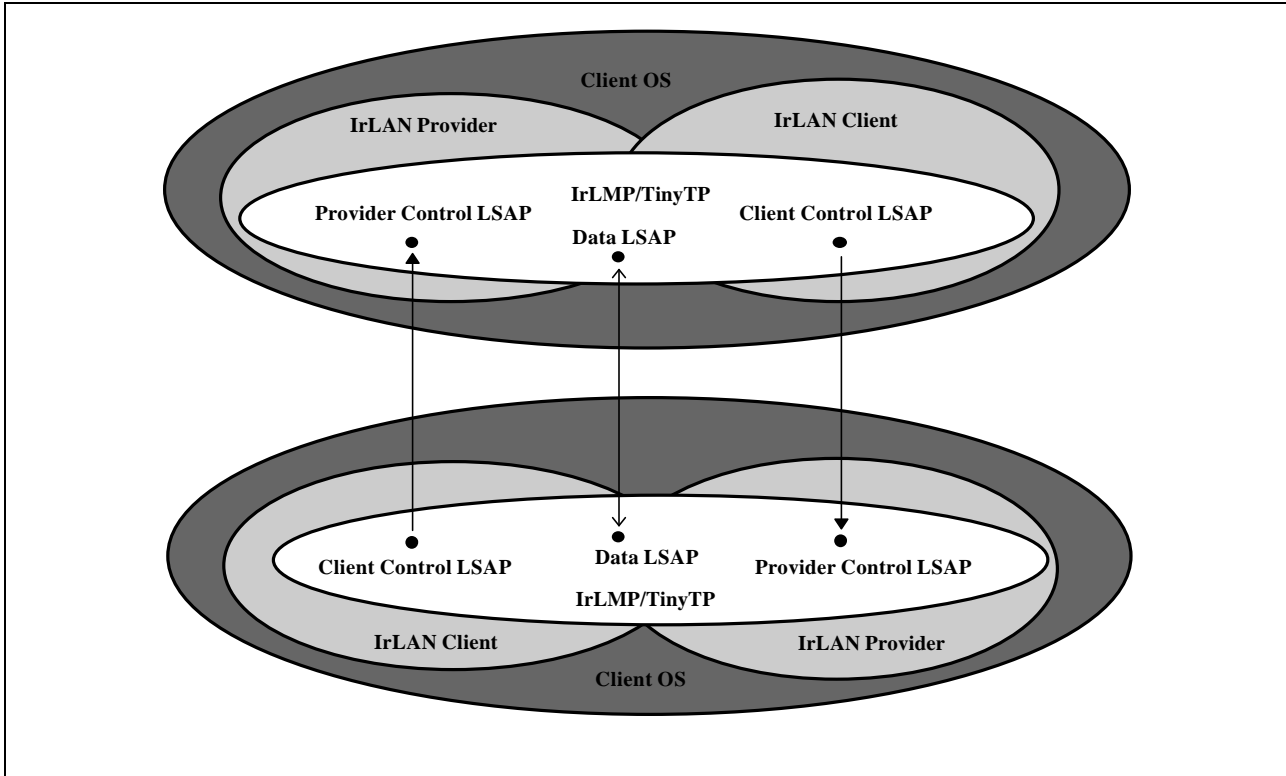 Client OS
IrLAN Provider
IrLAN Client
IrLMP/TinyTP
Provider Control LSAP
Client Control LSAP
Data LSAP
Client Control LSAP
Data LSAP
Provider Control LSAP
IrLMP/TinyTP
IrLAN Client
IrLAN Provider
Client OS